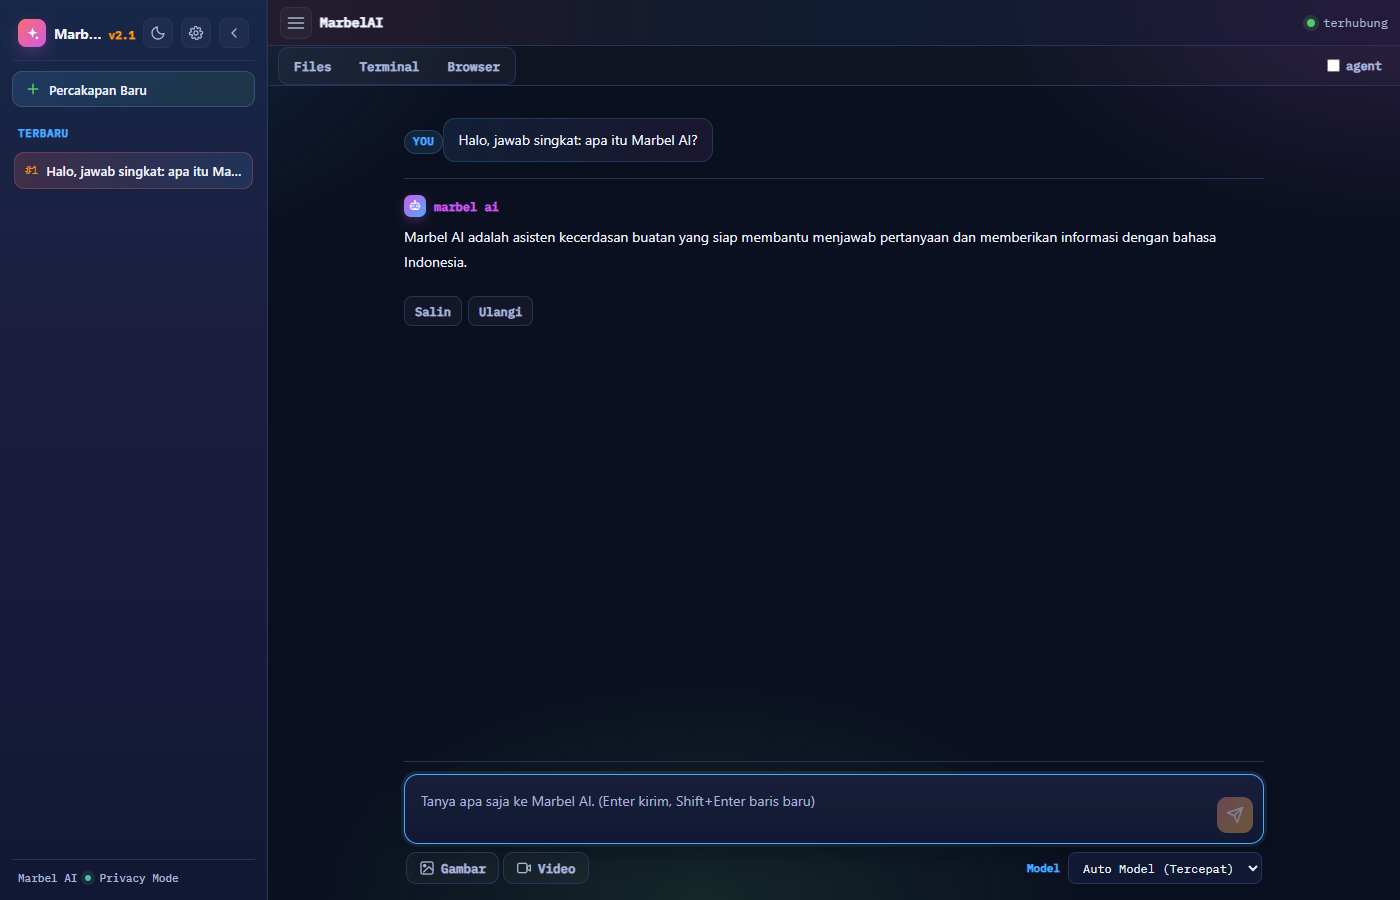 Marb... v2.1
MarbelAI
terhubung
Percakapan Baru
Files Terminal Browser
agent
TERBARU
#1 Halo, jawab singkat: apa itu Ma...
YOU Halo, jawab singkat: apa itu Marbel AI?
marbel ai
Marbel AI adalah asisten kecerdasan buatan yang siap membantu menjawab pertanyaan dan memberikan informasi dengan bahasa
Indonesia.
Salin Ulangi
Tanya apa saja ke Marbel AI. (Enter kirim, Shift+Enter baris baru)
Gambar Video
Model Auto Model (Tercepat)
Marbel AI Privacy Mode